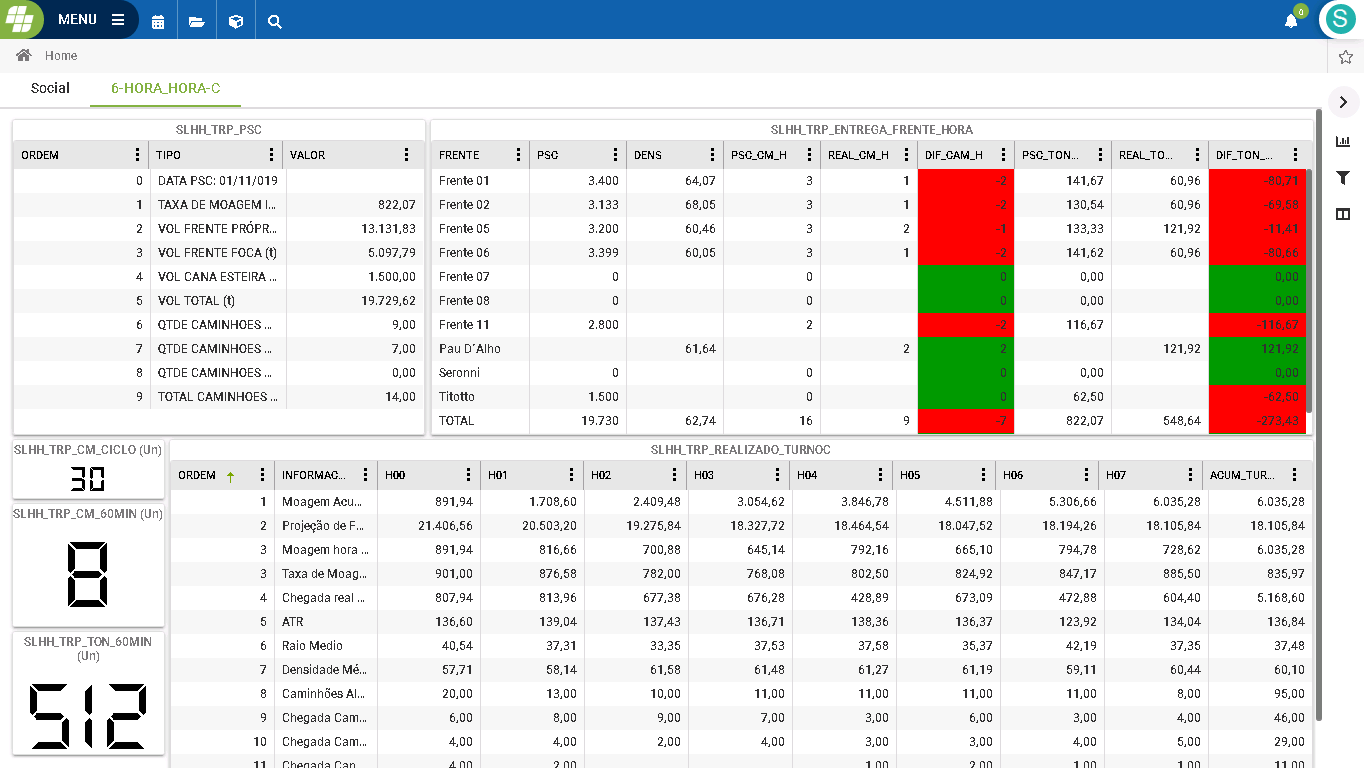 MENU
0
S
Home
Social 6-HORA_HORA-C
SLHH_TRP_PSC
ORDEM TIPO VALOR
0 DATA PSC: 01/11/019
1 TAXA DE MOAGEM I... 822,07
2 VOL FRENTE PRÓPR... 13.131,83
3 VOL FRENTE FOCA (t) 5.097,79
4 VOL CANA ESTEIRA ... 1.500,00
5 VOL TOTAL (t) 19.729,62
6 QTDE CAMINHOES ... 9,00
7 QTDE CAMINHOES ... 7,00
8 QTDE CAMINHOES ... 0,00
9 TOTAL CAMINHOES ... 14,00
SLHH_TRP_ENTREGA_FRENTE_HORA
FRENTE PSC DENS PSC_CM_H REAL_CM_H DIF_CAM_H PSC_TON... REAL_TO... DIF_TON_...
Frente 01 3.400 64,07 3 1 -2 141,67 60,96 -80,71
Frente 02 3.133 68,05 3 1 -2 130,54 60,96 -69,58
Frente 05 3.200 60,46 3 2 -1 133,33 121,92 -11,41
Frente 06 3.399 60,05 3 1 -2 141,62 60,96 -80,66
Frente 07 0 0 0 0,00 0,00
Frente 08 0 0 0 0,00 0,00
Frente 11 2.800 2 -2 116,67 -116,67
Pau D´Alho 61,64 2 2 121,92 121,92
Seronni 0 0 0,00 0,00
Titotto 1.500 0 0 62,50 -62,50
TOTAL 19.730 62,74 16 9 -7 822,07 548,64 -273,43
SLHH_TRP_CM_CICLO (Un)
30
SLHH_TRP_CM_60MIN (Un)
8
SLHH_TRP_TON_60MIN
(Un)
512
SLHH_TRP_REALIZADO_TURNOC
ORDEM INFORMAC... H00 H01 H02 H03 H04 H05 H06 H07 ACUM_TUR...
1 Moagem Acu... 891,94 1.708,60 2.409,48 3.054,62 3.846,78 4.511,88 5.306,66 6.035,28 6.035,28
2 Projeção de F... 21.406,56 20.503,20 19.275,84 18.327,72 18.464,54 18.047,52 18.194,26 18.105,84 18.105,84
3 Moagem hora ... 891,94 816,66 700,88 645,14 792,16 665,10 794,78 728,62 6.035,28
3 Taxa de Moag... 901,00 876,58 782,00 768,08 802,50 824,92 847,17 885,50 835,97
4 Chegada real ... 807,94 813,96 677,38 676,28 428,89 673,09 472,88 604,40 5.168,60
5 ATR 136,60 139,04 137,43 136,71 138,36 136,37 123,92 134,04 136,84
6 Raio Medio 40,54 37,31 33,35 37,53 37,58 35,37 42,19 37,35 37,48
7 Densidade Mé... 57,71 58,14 61,58 61,48 61,27 61,19 59,11 60,44 60,10
8 Caminhões Al... 20,00 13,00 10,00 11,00 11,00 11,00 11,00 8,00 95,00
9 Chegada Cam... 6,00 8,00 9,00 7,00 3,00 6,00 3,00 4,00 46,00
10 Chegada Cam... 4,00 4,00 2,00 4,00 3,00 3,00 4,00 5,00 29,00
11 Chegada Can... 4,00 2,00 1,00 2,00 1,00 1,00 11,00